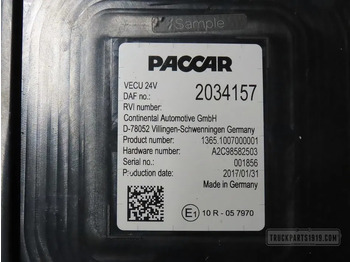 Sample
PACCAR
VECU 24V
DAF no.: 2034157
RVI number:
Continental Automotive GmbH
D-78052 Villingen-Schwenningen Germany
Product number: 1365.1007000001
Hardware number: A2C98582503
Serial number: 001856
Production date: 2017/01/31
Made in Germany
E1 10 R - 05 7970
TRUCKPARTS1919.COM